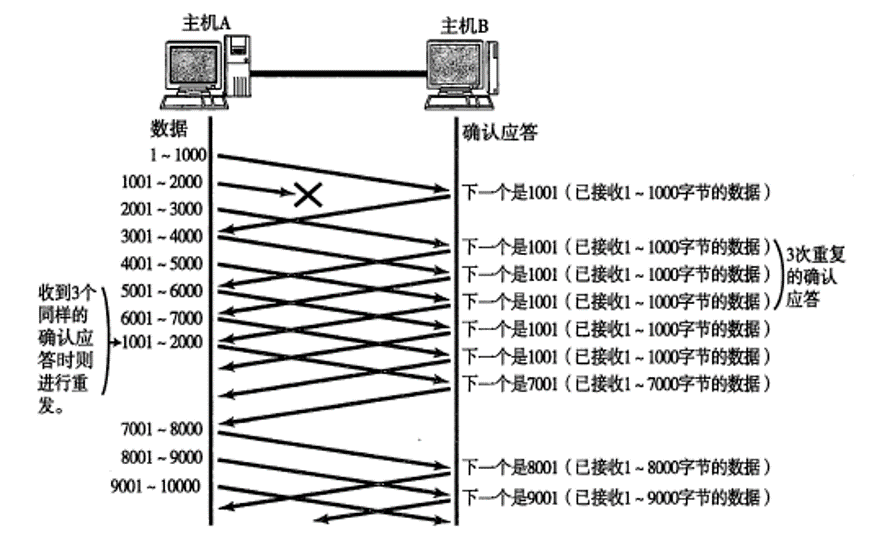 主机A
主机B
数据
确认应答
1~1000
1001~2000
2001~3000
3001~4000
4001~5000
5001~6000
6001~7000
1001~2000
7001~8000
8001~9000
9001~10000
收到3个
同样的
确认应
答时则
进行重
发。
下一个是1001（已接收1~1000字节的数据）
下一个是1001（已接收1~1000字节的数据）
下一个是1001（已接收1~1000字节的数据）
下一个是1001（已接收1~1000字节的数据）
下一个是1001（已接收1~1000字节的数据）
下一个是1001（已接收1~1000字节的数据）
下一个是7001（已接收1~7000字节的数据）
下一个是8001（已接收1~8000字节的数据）
下一个是9001（已接收1~9000字节的数据）
3次重复
的确认
应答